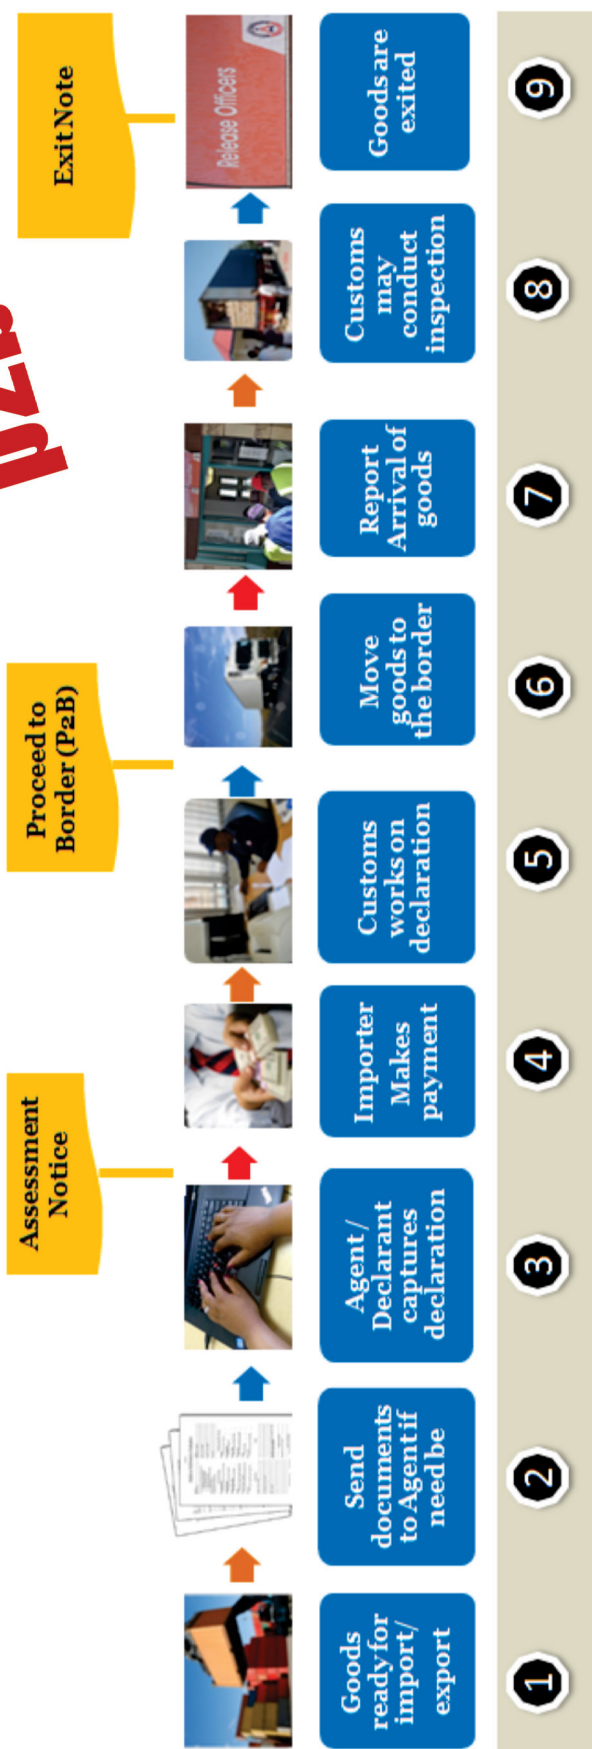 Assessment
Notice
Proceed to
Border (P2B)
Exit Note
p2b
Release Officers
Goods
ready for
import/
export
Send
documents
to Agent if
need be
Agent /
Declarant
captures
declaration
Importer
Makes
payment
Customs
works on
declaration
Move
goods to
the border
Report
Arrival of
goods
Customs
may
conduct
inspection
Goods are
exited
1
2
3
4
5
6
7
8
9